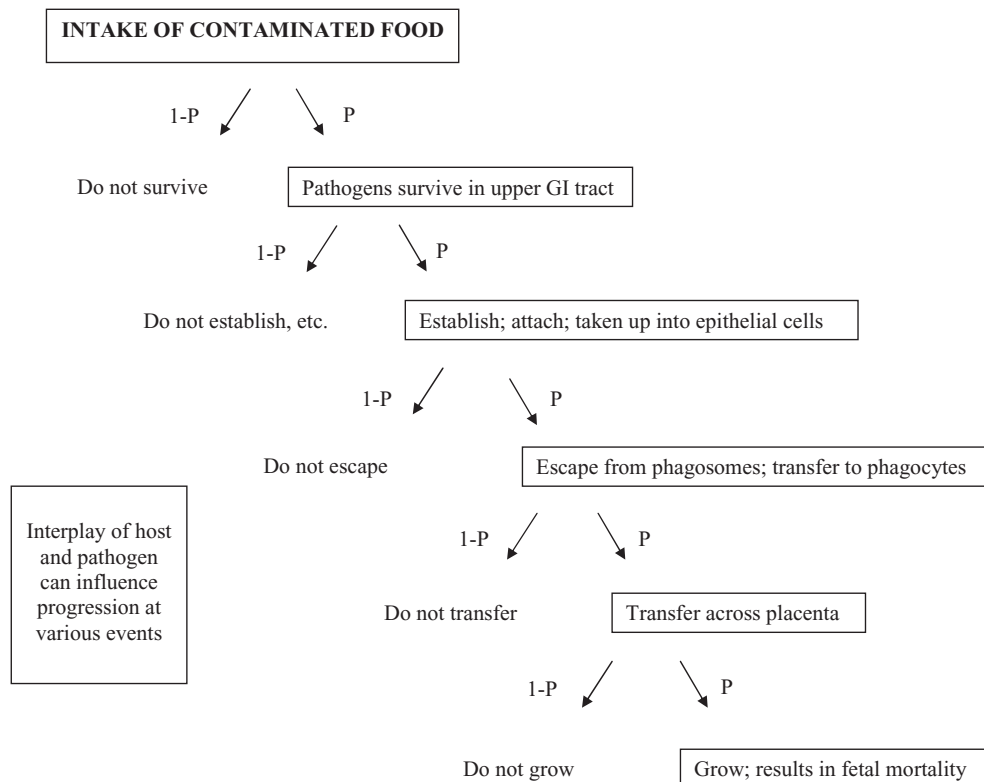 INTAKE OF CONTAMINATED FOOD
1-P P
Do not survive Pathogens survive in upper GI tract
1-P P
Do not establish, etc. Establish; attach; taken up into epithelial cells
1-P P
Do not escape Escape from phagosomes; transfer to phagocytes
Interplay of host
and pathogen
can influence
progression at
various events
1-P P
Do not transfer Transfer across placenta
1-P P
Do not grow Grow; results in fetal mortality